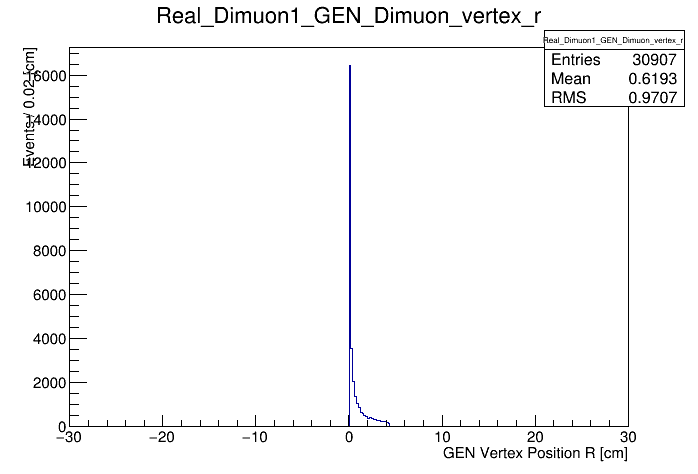 Real_Dimuon1_GEN_Dimuon_vertex_r
Real_Dimuon1_GEN_Dimuon_vertex_r
Entries 30907
Mean 0.6193
RMS 0.9707
Events / 0.02 [cm]
16000
14000
12000
10000
8000
6000
4000
2000
0
−30 −20 −10 0 10 20 30
GEN Vertex Position R [cm]